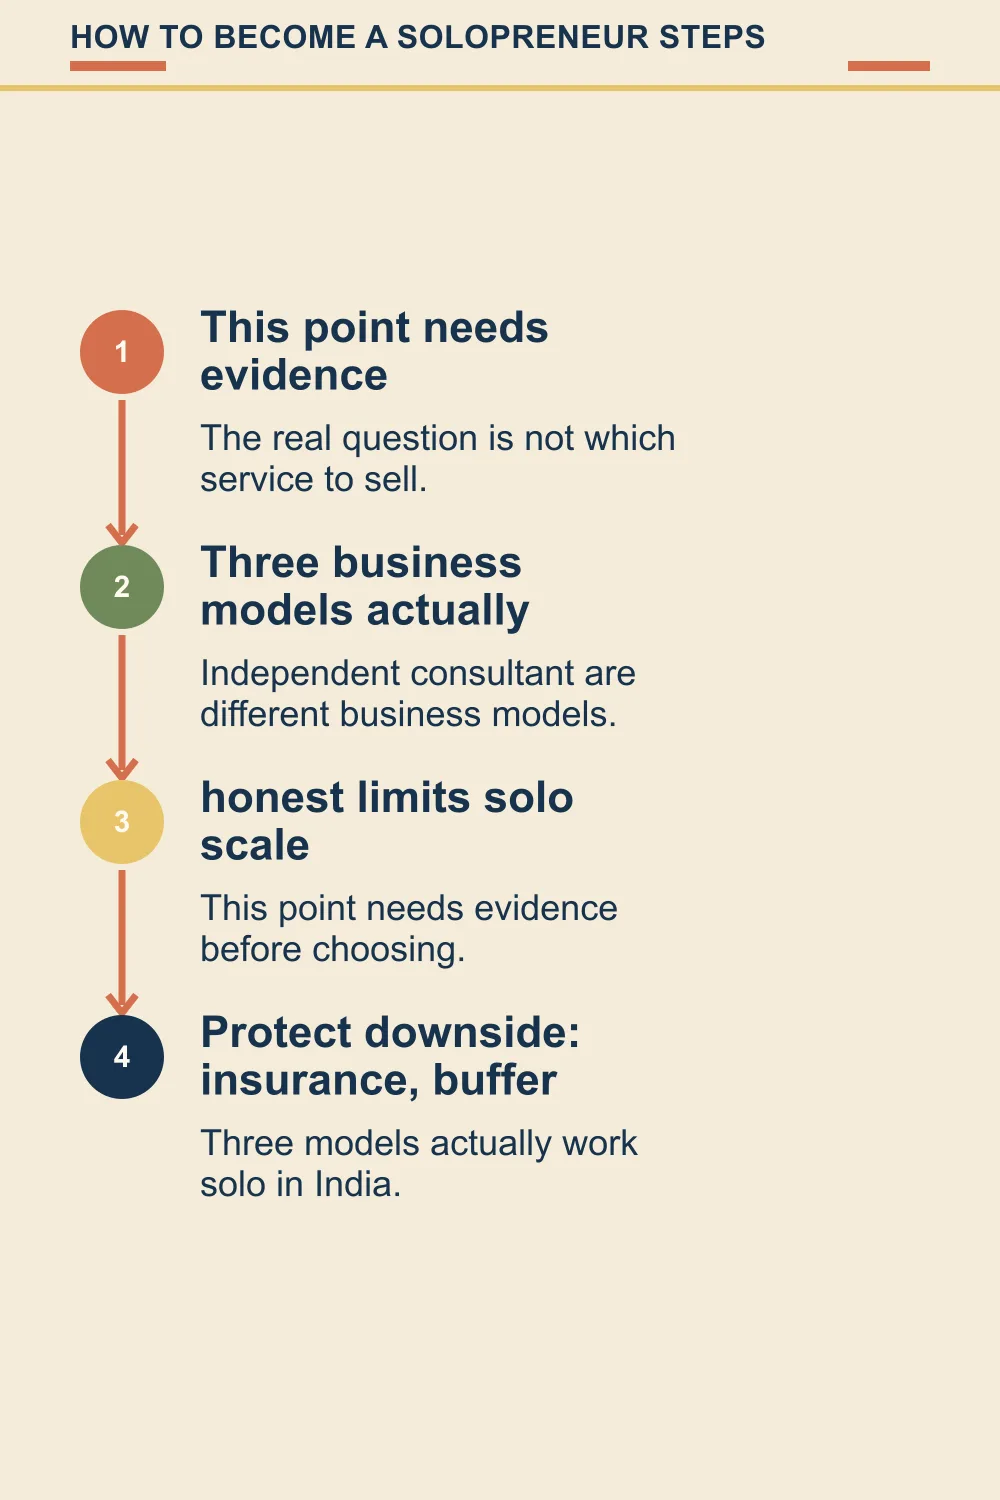 HOW TO BECOME A SOLOPRENEUR STEPS
1
This point needs
evidence
The real question is not which
service to sell.
2
Three business
models actually
Independent consultant are
different business models.
3
honest limits solo
scale
This point needs evidence
before choosing.
4
Protect downside:
insurance, buffer
Three models actually work
solo in India.